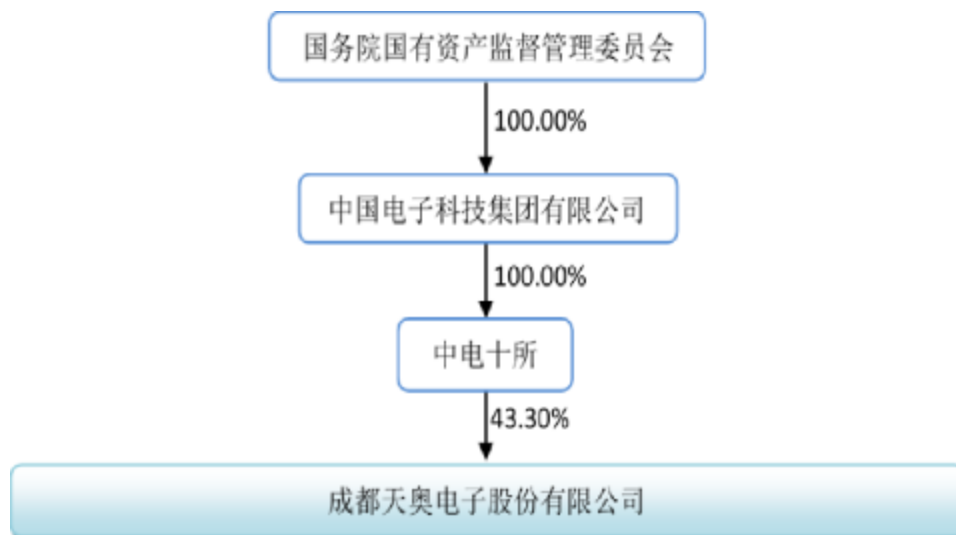 国务院国有资产监督管理委员会
100.00%
中国电子科技集团有限公司
100.00%
中电十所
43.30%
成都天奥电子股份有限公司